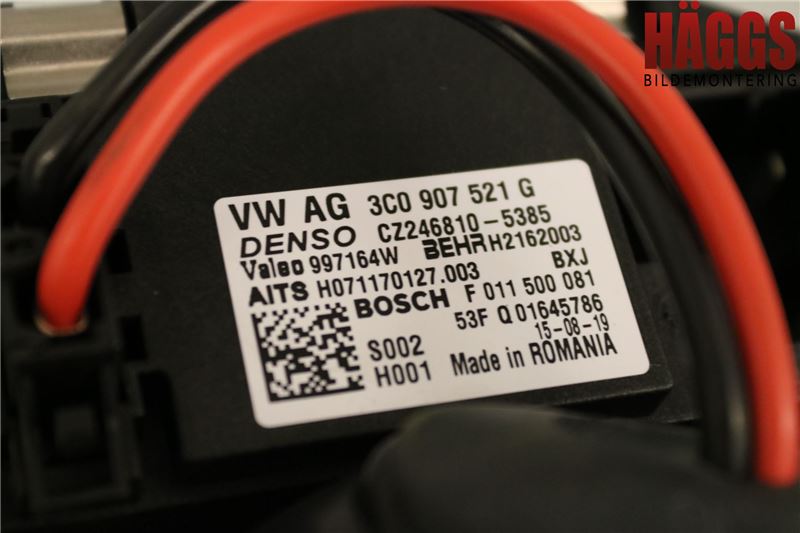 HÄGGS
BILDEMONTERING
VW AG 3C0 907 521 G
DENSO CZ246810-5385
Valeo 997164W BEHR H2162003
AITS H071170127.003 BXJ
BOSCH F 011 500 081
53F Q 01645786
15-08-19
S002
H001 Made in ROMANIA